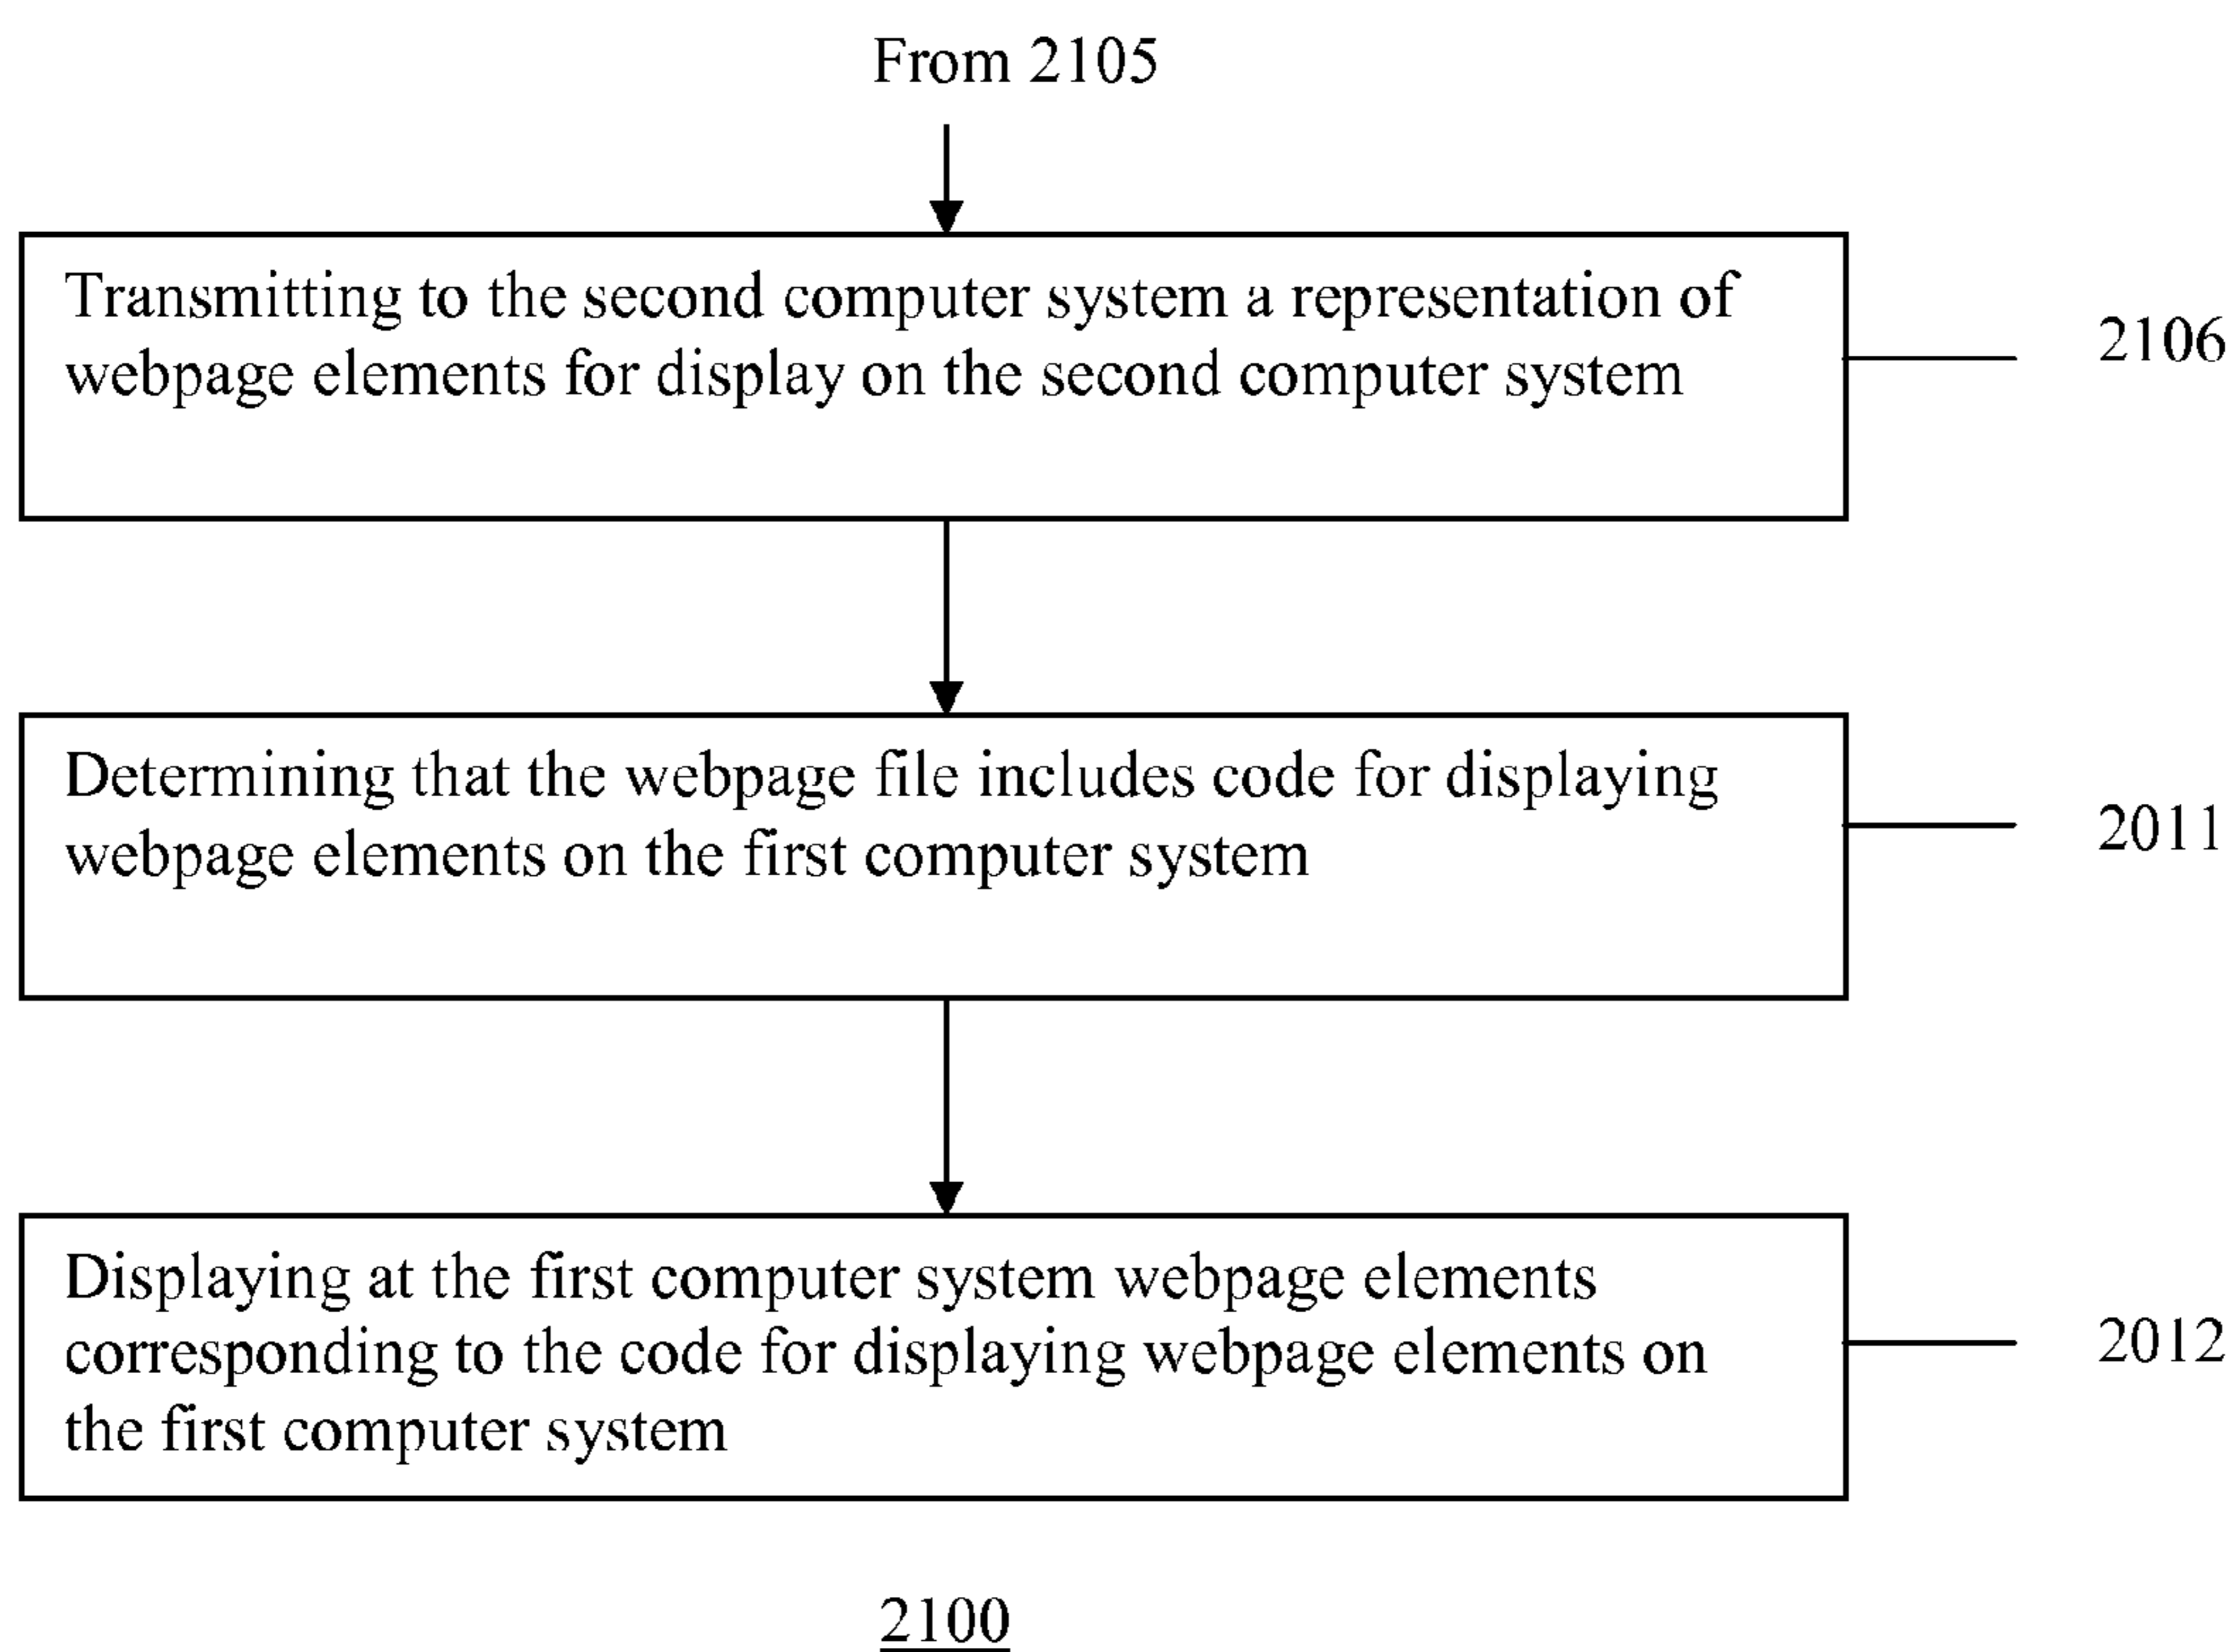 From 2105
Transmitting to the second computer system a representation of
webpage elements for display on the second computer system
2106
Determining that the webpage file includes code for displaying
webpage elements on the first computer system
2011
Displaying at the first computer system webpage elements
corresponding to the code for displaying webpage elements on
the first computer system
2012
2100